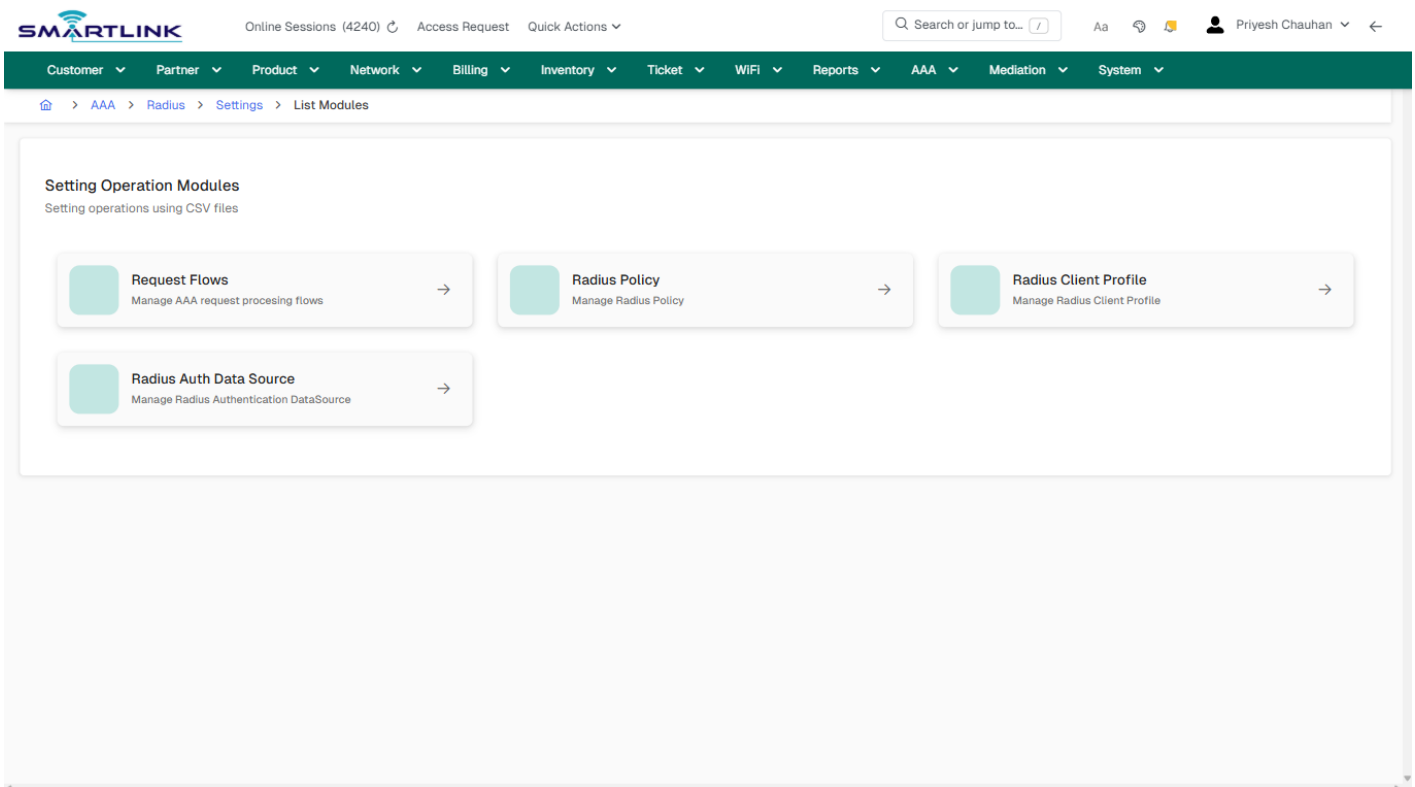 SMARTLINK Online Sessions (4240) Access Request Quick Actions Search or jump to... / Aa Priyesh Chauhan
Customer Partner Product Network Billing Inventory Ticket WiFi Reports AAA Mediation System
> AAA > Radius > Settings > List Modules
Setting Operation Modules
Setting operations using CSV files
Request Flows
Manage AAA request procesing flows
Radius Policy
Manage Radius Policy
Radius Client Profile
Manage Radius Client Profile
Radius Auth Data Source
Manage Radius Authentication DataSource